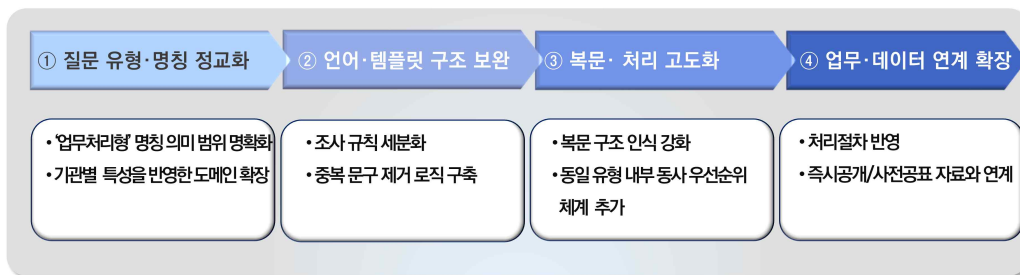 ① 질문 유형·명칭 정교화
② 언어·템플릿 구조 보완
③ 복문· 처리 고도화
④ 업무·데이터 연계 확장
• ‘업무처리형’ 명칭 의미 범위 명확화
• 기관별 특성을 반영한 도메인 확장
• 조사 규칙 세분화
• 중복 문구 제거 로직 구축
• 복문 구조 인식 강화
• 동일 유형 내부 동사 우선순위
체계 추가
• 처리절차 반영
• 즉시공개/사전공표 자료와 연계